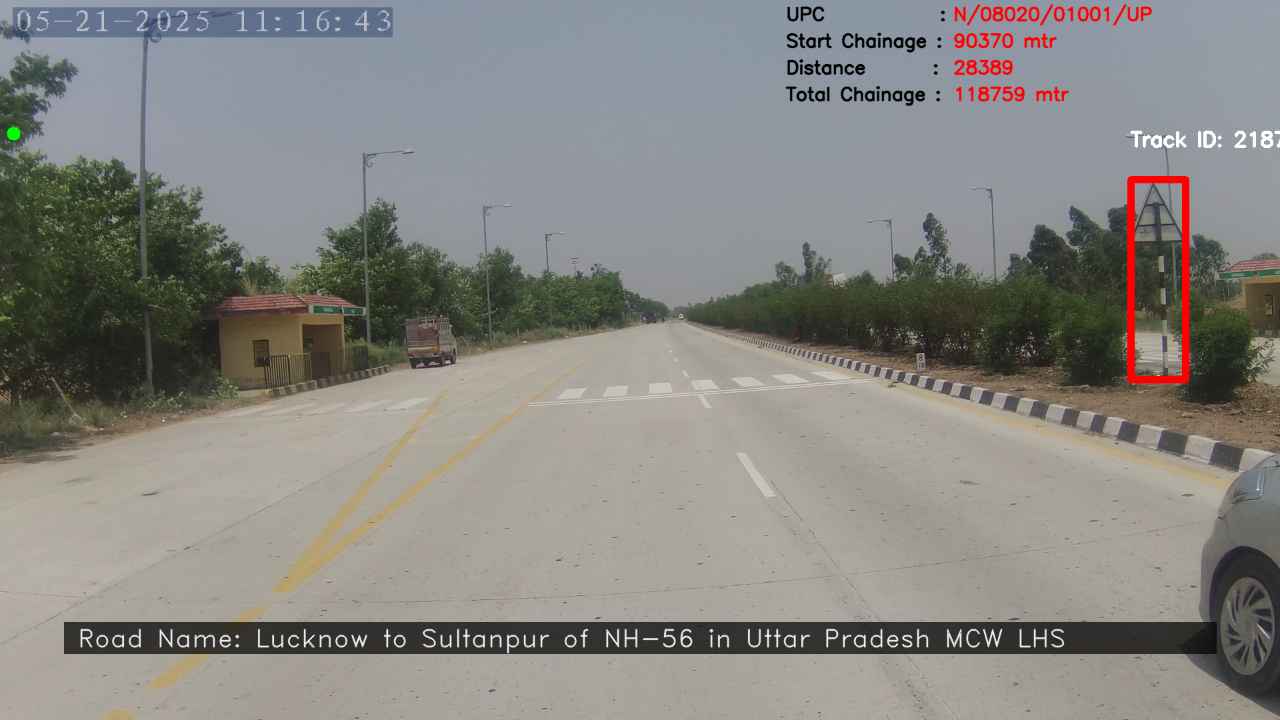 05-21-2025 11:16:43
UPC : N/08020/01001/UP
Start Chainage : 90370 mtr
Distance : 28389
Total Chainage : 118759 mtr
Track ID: 2187
Road Name: Lucknow to Sultanpur of NH-56 in Uttar Pradesh MCW LHS